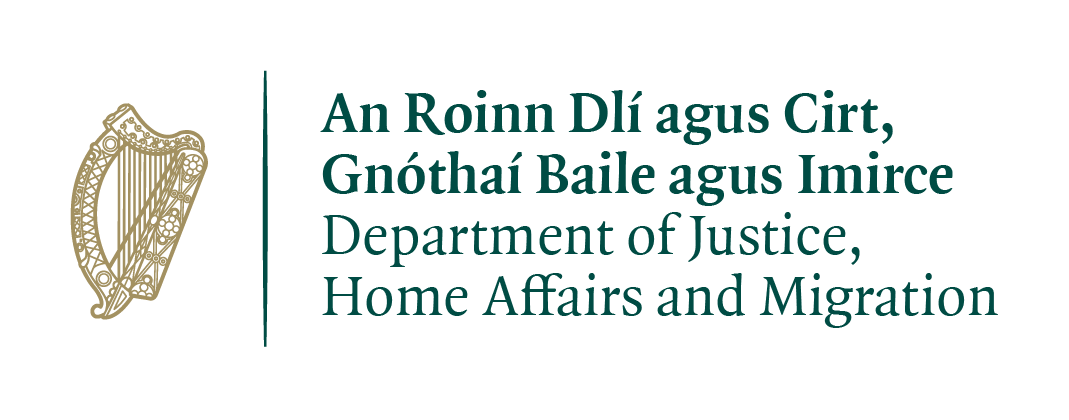 An Roinn Dlí agus Cirt,
Gnóthaí Baile agus Imirce
Department of Justice,
Home Affairs and Migration